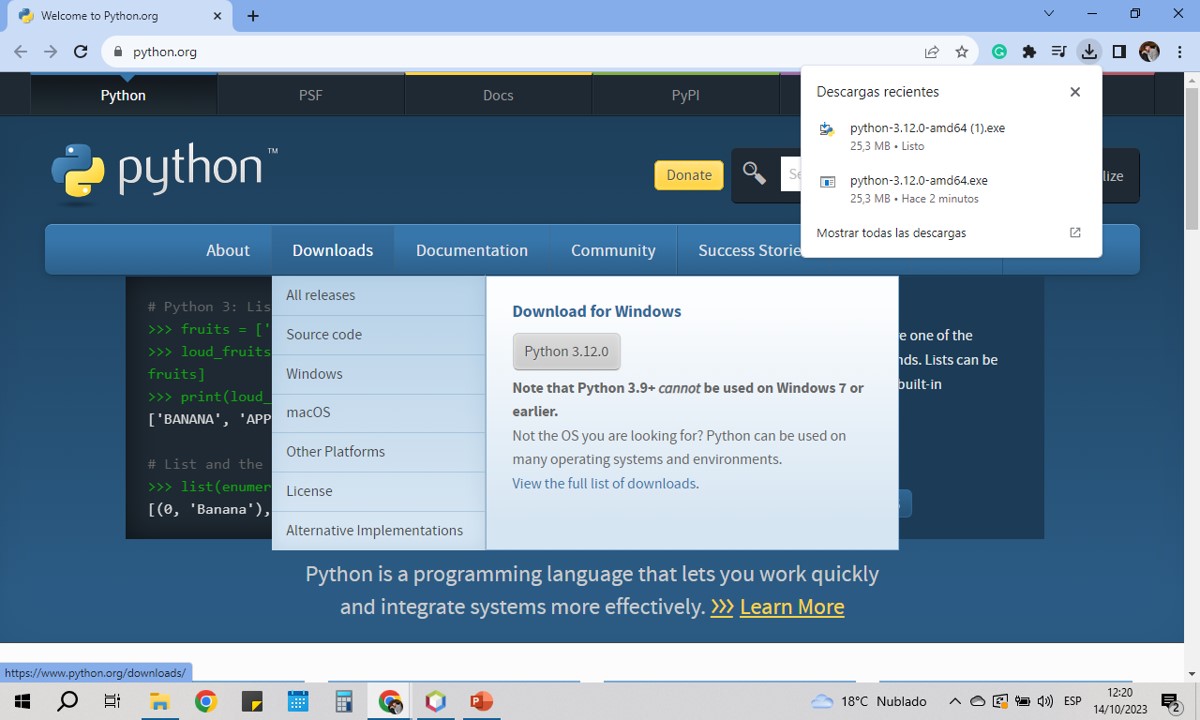 Welcome to Python.org
python.org
Python
PSF
Docs
PyPI
Descargas recientes
python-3.12.0-amd64 (1).exe
25,3 MB • Listo
python-3.12.0-amd64.exe
25,3 MB • Hace 2 minutos
Mostrar todas las descargas
python™
Donate
Se
lize
About
Downloads
Documentation
Community
Success Storie
All releases
Source code
Windows
macOS
Other Platforms
License
Alternative Implementations
Download for Windows
Python 3.12.0
Note that Python 3.9+ cannot be used on Windows 7 or
earlier.
Not the OS you are looking for? Python can be used on
many operating systems and environments.
View the full list of downloads.
# Python 3: Lis
>>> fruits = ['
>>> loud_fruits
fruits]
>>> print(loud_
['BANANA', 'APP
# List and the
>>> list(enumer
[(0, 'Banana'),
e one of the
nds. Lists can be
built-in
Python is a programming language that lets you work quickly
and integrate systems more effectively. >>> Learn More
https://www.python.org/downloads/
18°C Nublado
ESP
12:20
14/10/2023
2